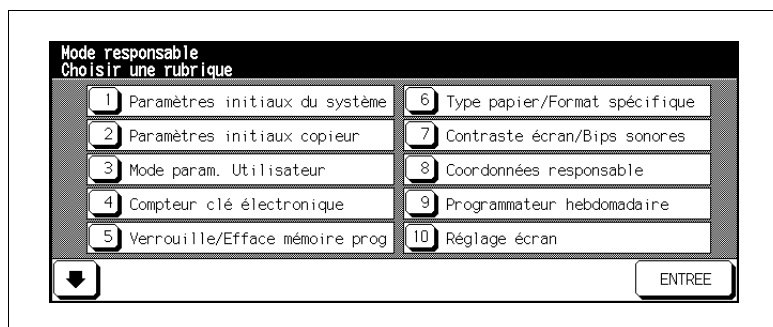 Mode responsable
Choisir une rubrique
1 Paramètres initiaux du système
2 Paramètres initiaux copieur
3 Mode param. Utilisateur
4 Compteur clé électronique
5 Verrouille/Efface mémoire prog
6 Type papier/Format spécifique
7 Contraste écran/Bips sonores
8 Coordonnées responsable
9 Programmateur hebdomadaire
10 Réglage écran
ENTREE